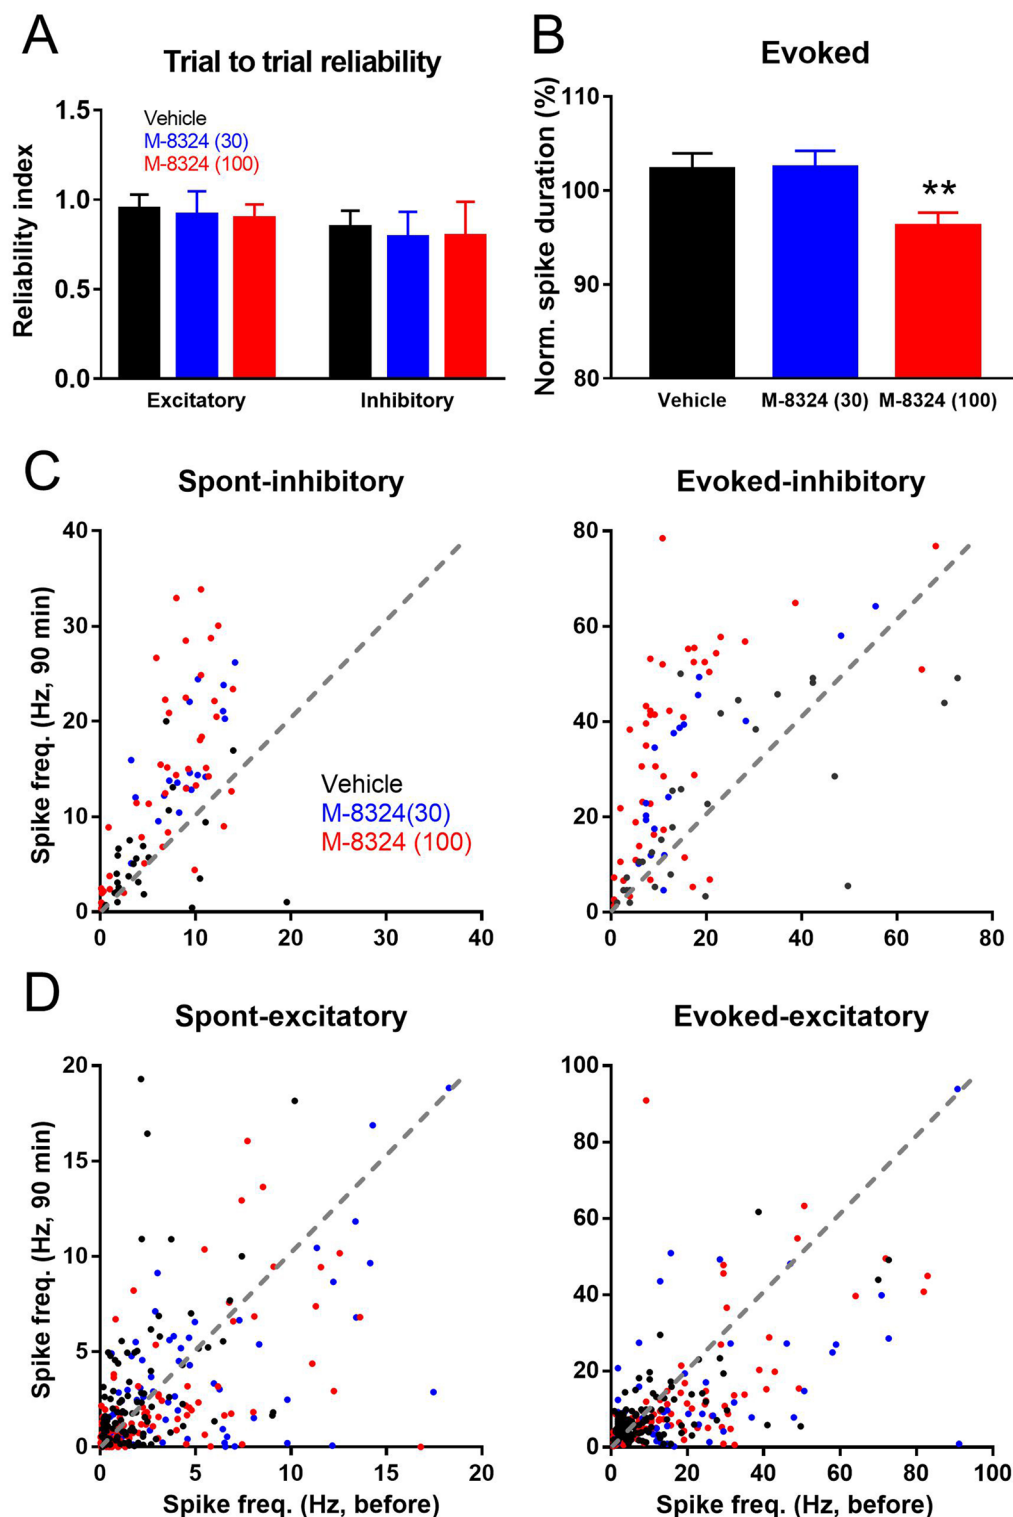 A
Trial to trial reliability
Reliability index
1.5
1.0
0.5
0.0
Vehicle
M-8324 (30)
M-8324 (100)
Excitatory
Inhibitory
B
Evoked
Norm. spike duration (%)
110
100
90
80
**
Vehicle
M-8324 (30)
M-8324 (100)
C
Spont-inhibitory
Spike freq. (Hz, 90 min)
40
30
20
10
0
0 10 20 30 40
Vehicle
M-8324(30)
M-8324 (100)
Evoked-inhibitory
80
60
40
20
0
0 20 40 60 80
D
Spont-excitatory
Spike freq. (Hz, 90 min)
20
15
10
5
0
0 5 10 15 20
Spike freq. (Hz, before)
Evoked-excitatory
100
80
60
40
20
0
0 20 40 60 80 100
Spike freq. (Hz, before)